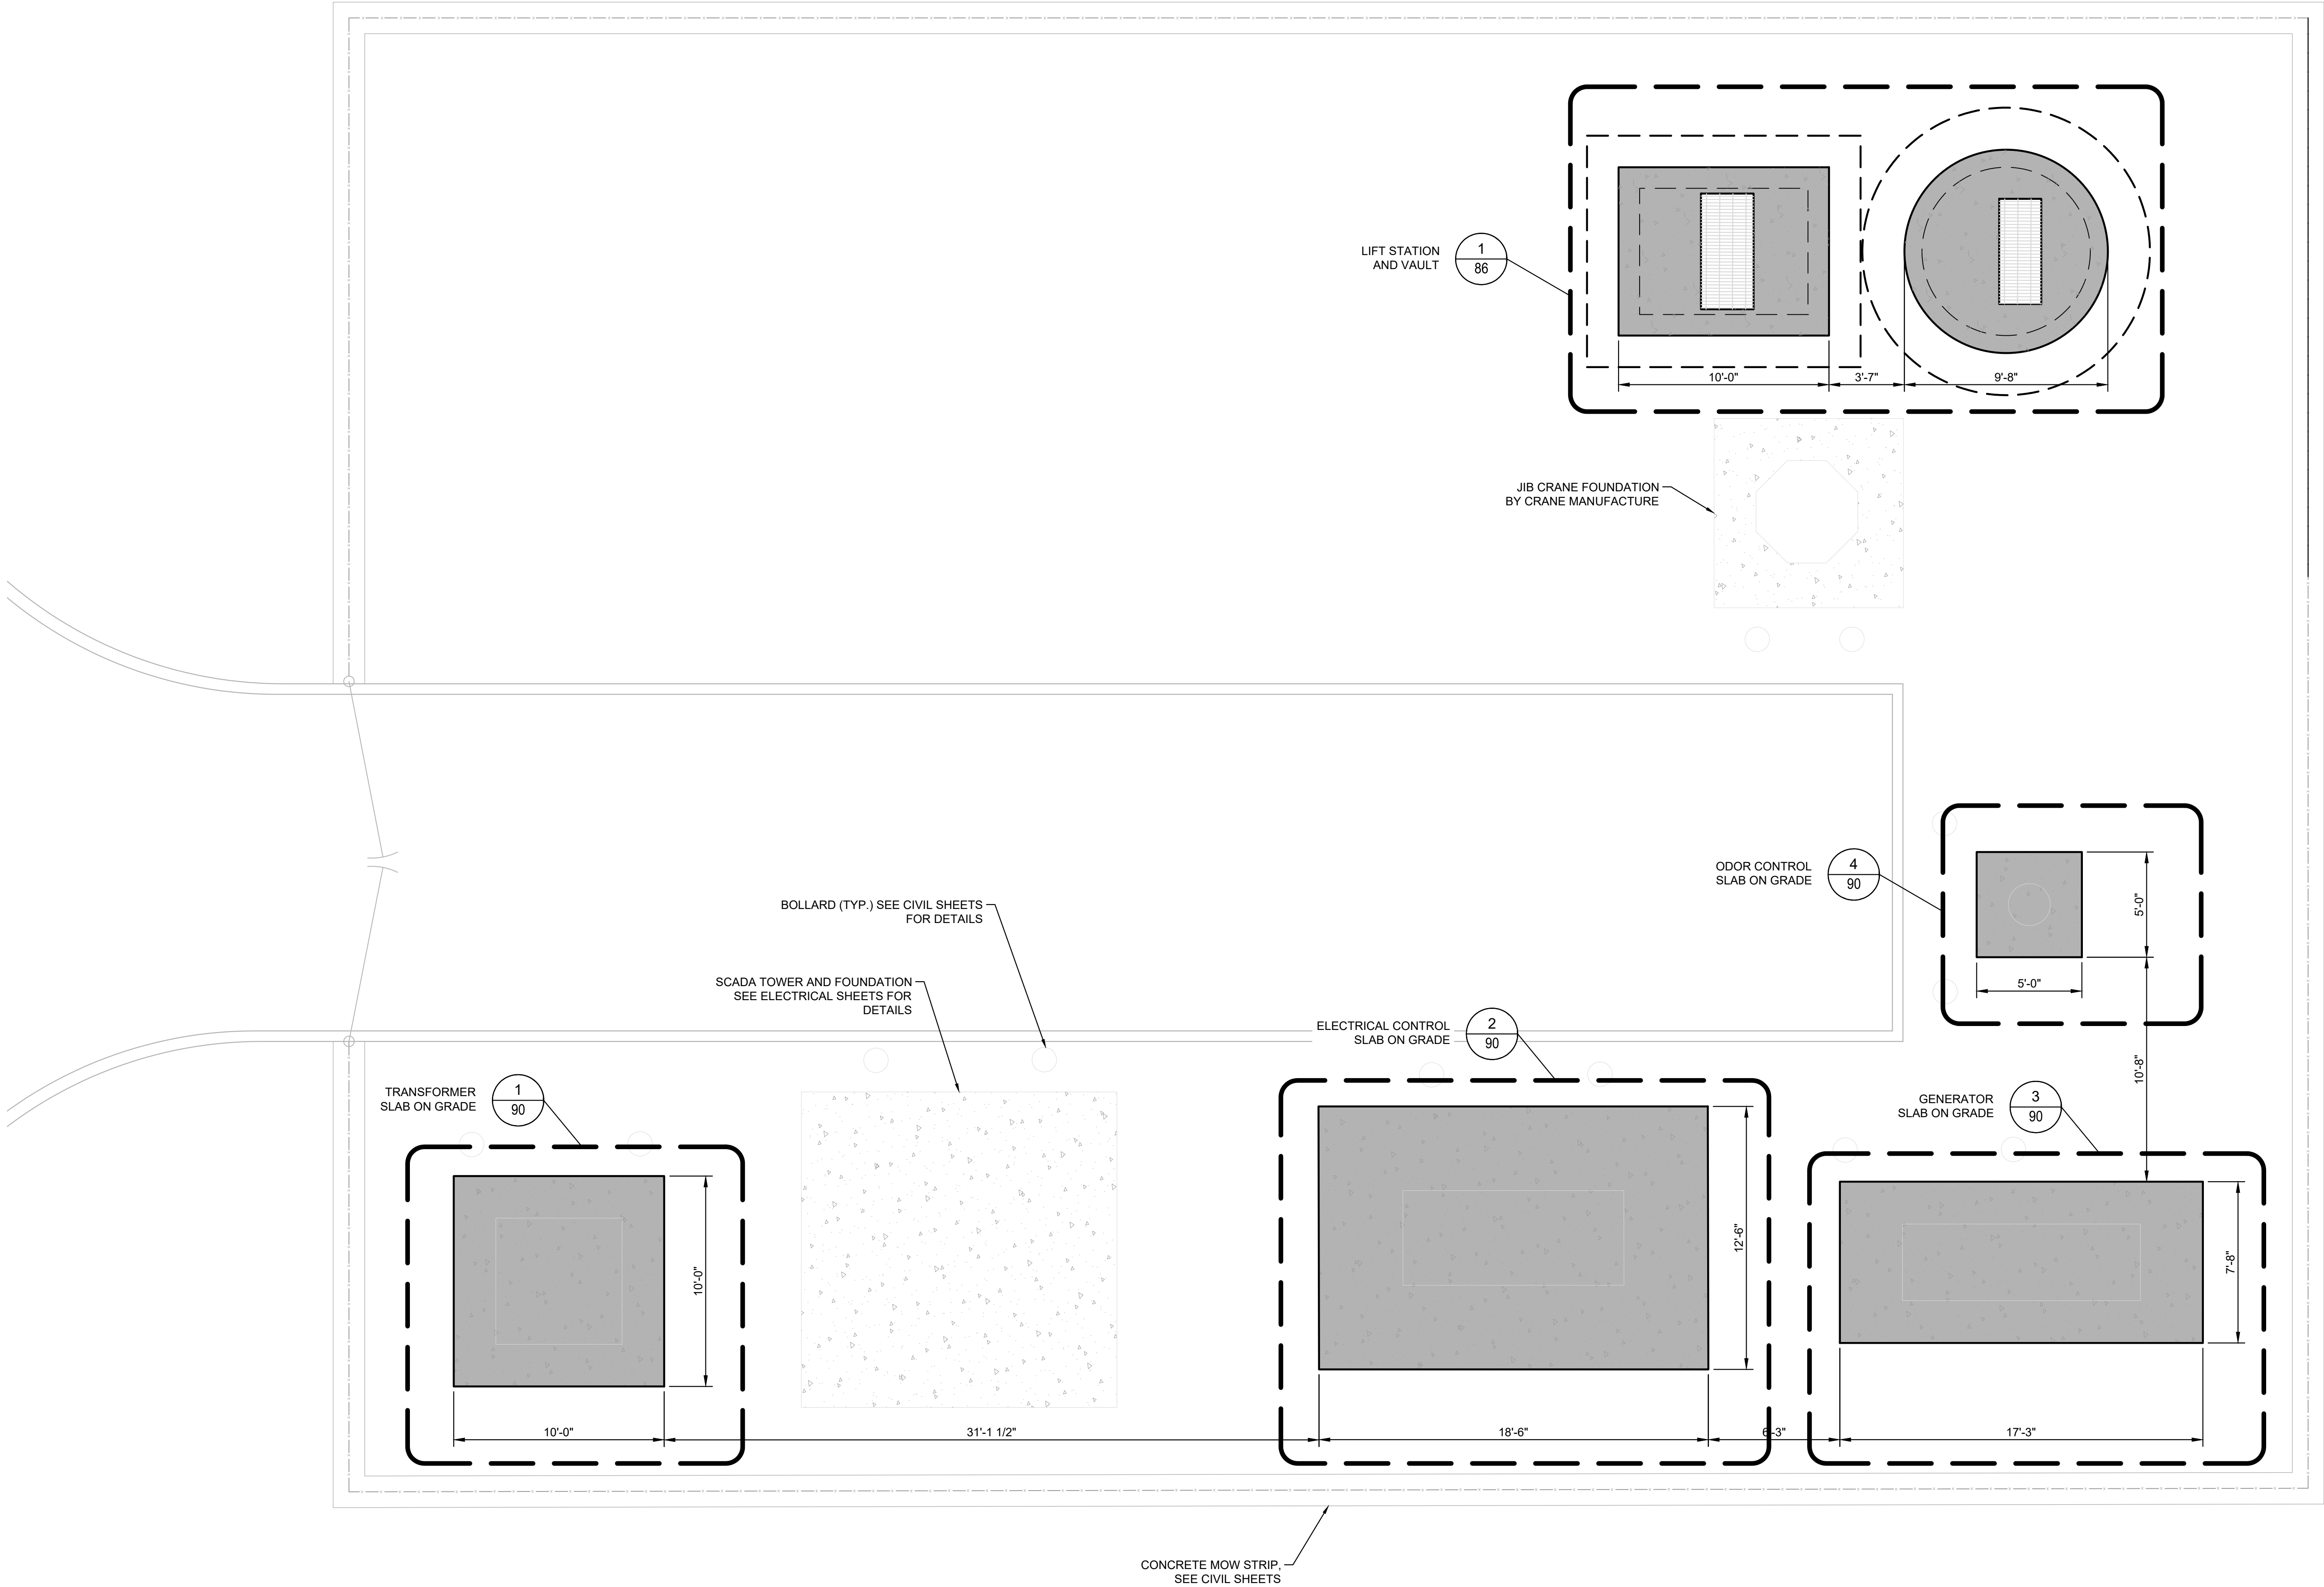 LIFT STATION
AND VAULT
1
86
10'-0"
3'-7"
9'-8"
JIB CRANE FOUNDATION
BY CRANE MANUFACTURE
ODOR CONTROL
SLAB ON GRADE
4
90
5'-0"
5'-0"
10'-8"
BOLLARD (TYP.) SEE CIVIL SHEETS
FOR DETAILS
SCADA TOWER AND FOUNDATION
SEE ELECTRICAL SHEETS FOR
DETAILS
ELECTRICAL CONTROL
SLAB ON GRADE
2
90
TRANSFORMER
SLAB ON GRADE
1
90
GENERATOR
SLAB ON GRADE
3
90
10'-0"
12'-6"
7'-8"
10'-0"
31'-1 1/2"
18'-6"
6'-3"
17'-3"
CONCRETE MOW STRIP,
SEE CIVIL SHEETS